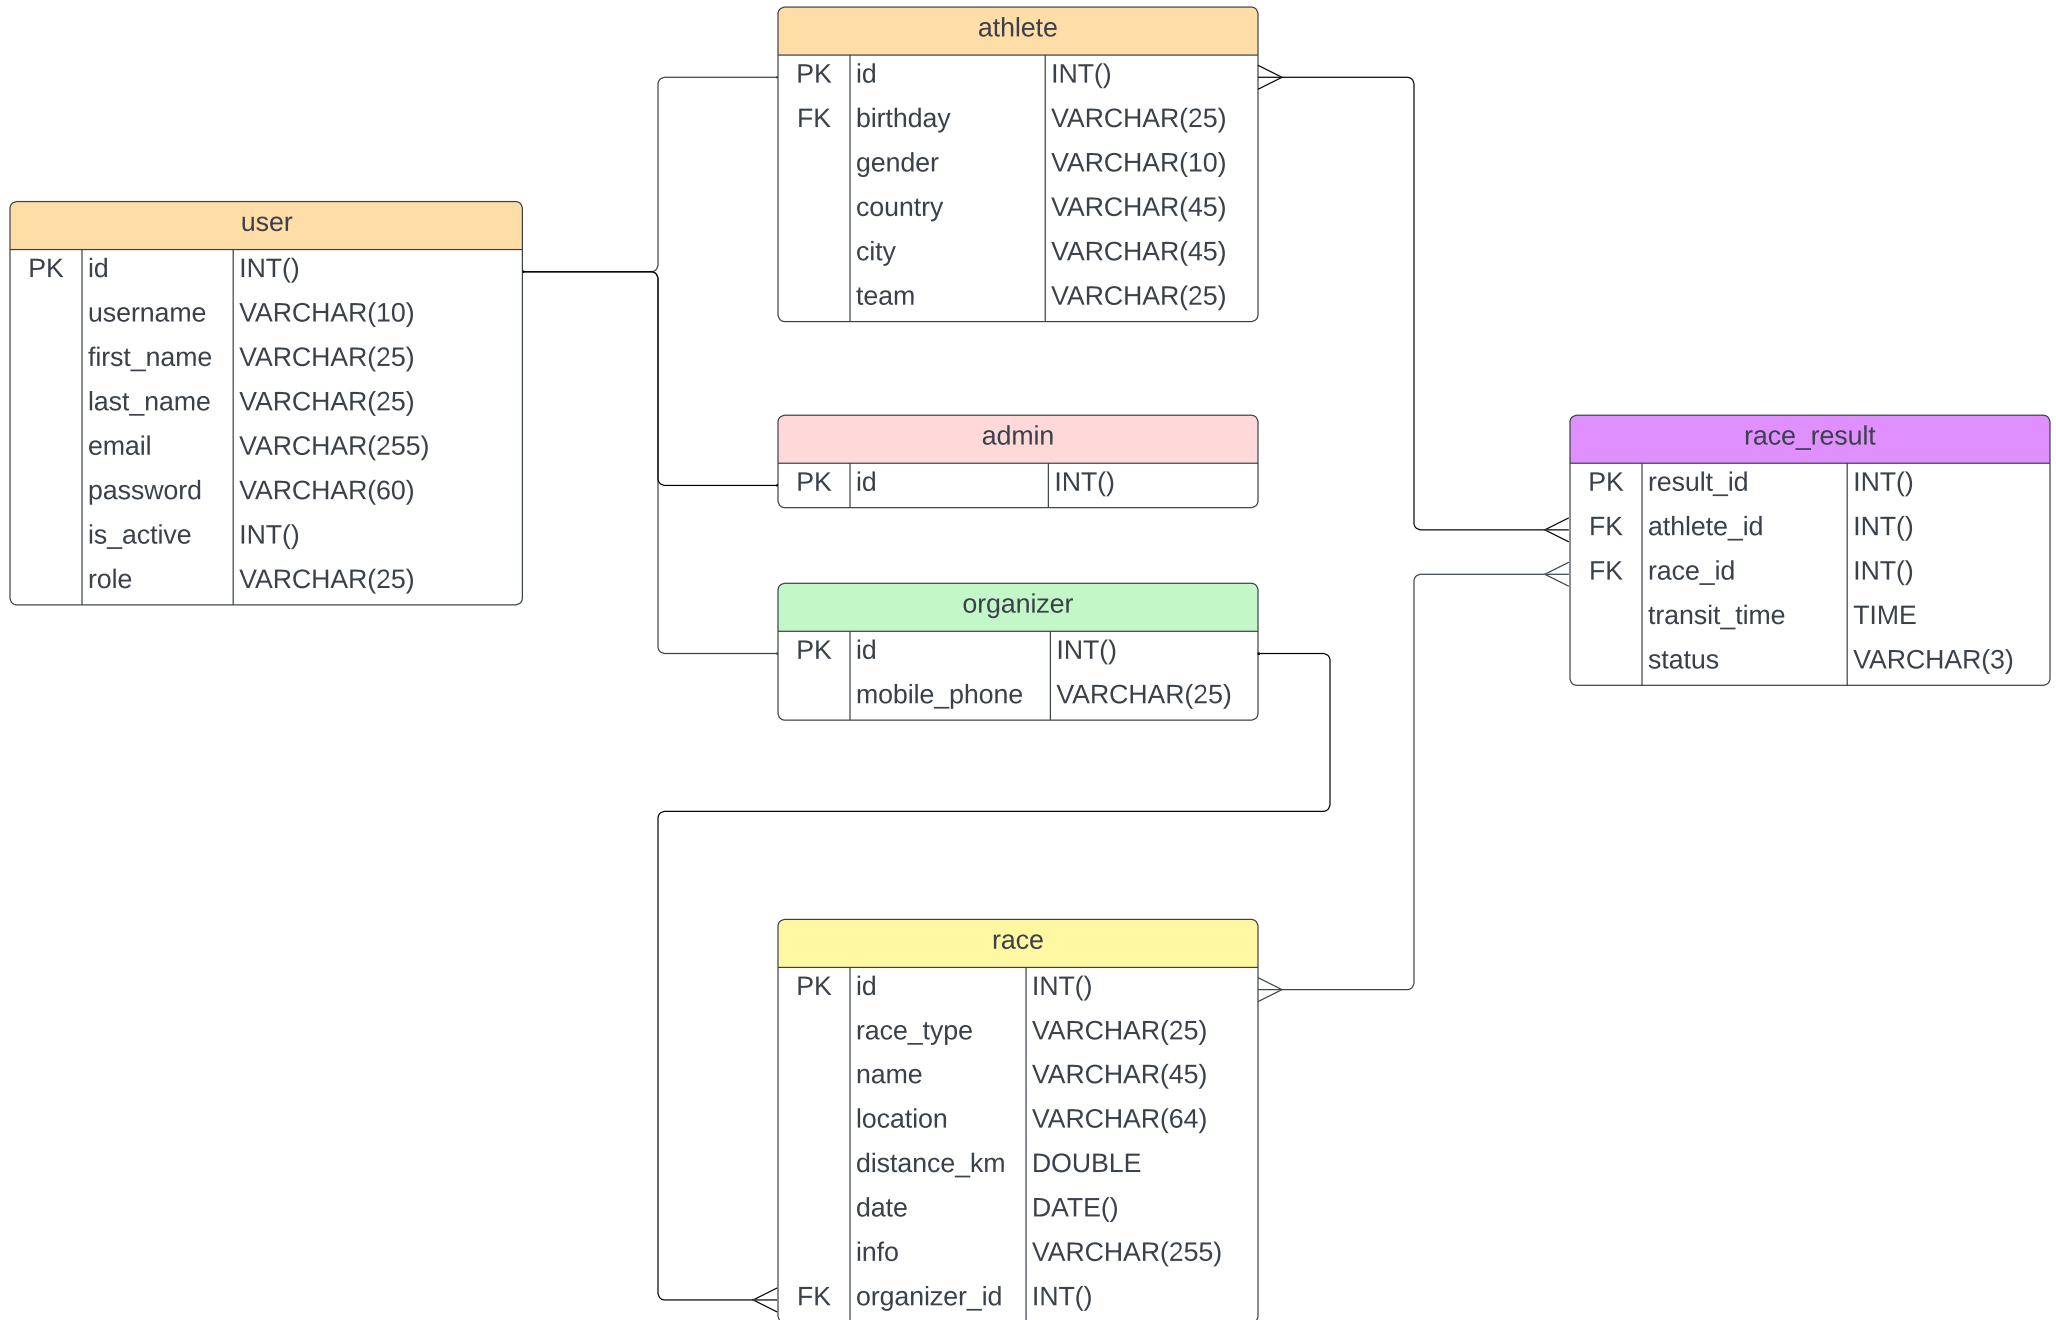 athlete
PK id INT()
FK birthday VARCHAR(25)
gender VARCHAR(10)
country VARCHAR(45)
city VARCHAR(45)
team VARCHAR(25)
user
PK id INT()
username VARCHAR(10)
first_name VARCHAR(25)
last_name VARCHAR(25)
email VARCHAR(255)
password VARCHAR(60)
is_active INT()
role VARCHAR(25)
admin
PK id INT()
race_result
PK result_id INT()
FK athlete_id INT()
FK race_id INT()
transit_time TIME
status VARCHAR(3)
organizer
PK id INT()
mobile_phone VARCHAR(25)
race
PK id INT()
race_type VARCHAR(25)
name VARCHAR(45)
location VARCHAR(64)
distance_km DOUBLE
date DATE()
info VARCHAR(255)
FK organizer_id INT()